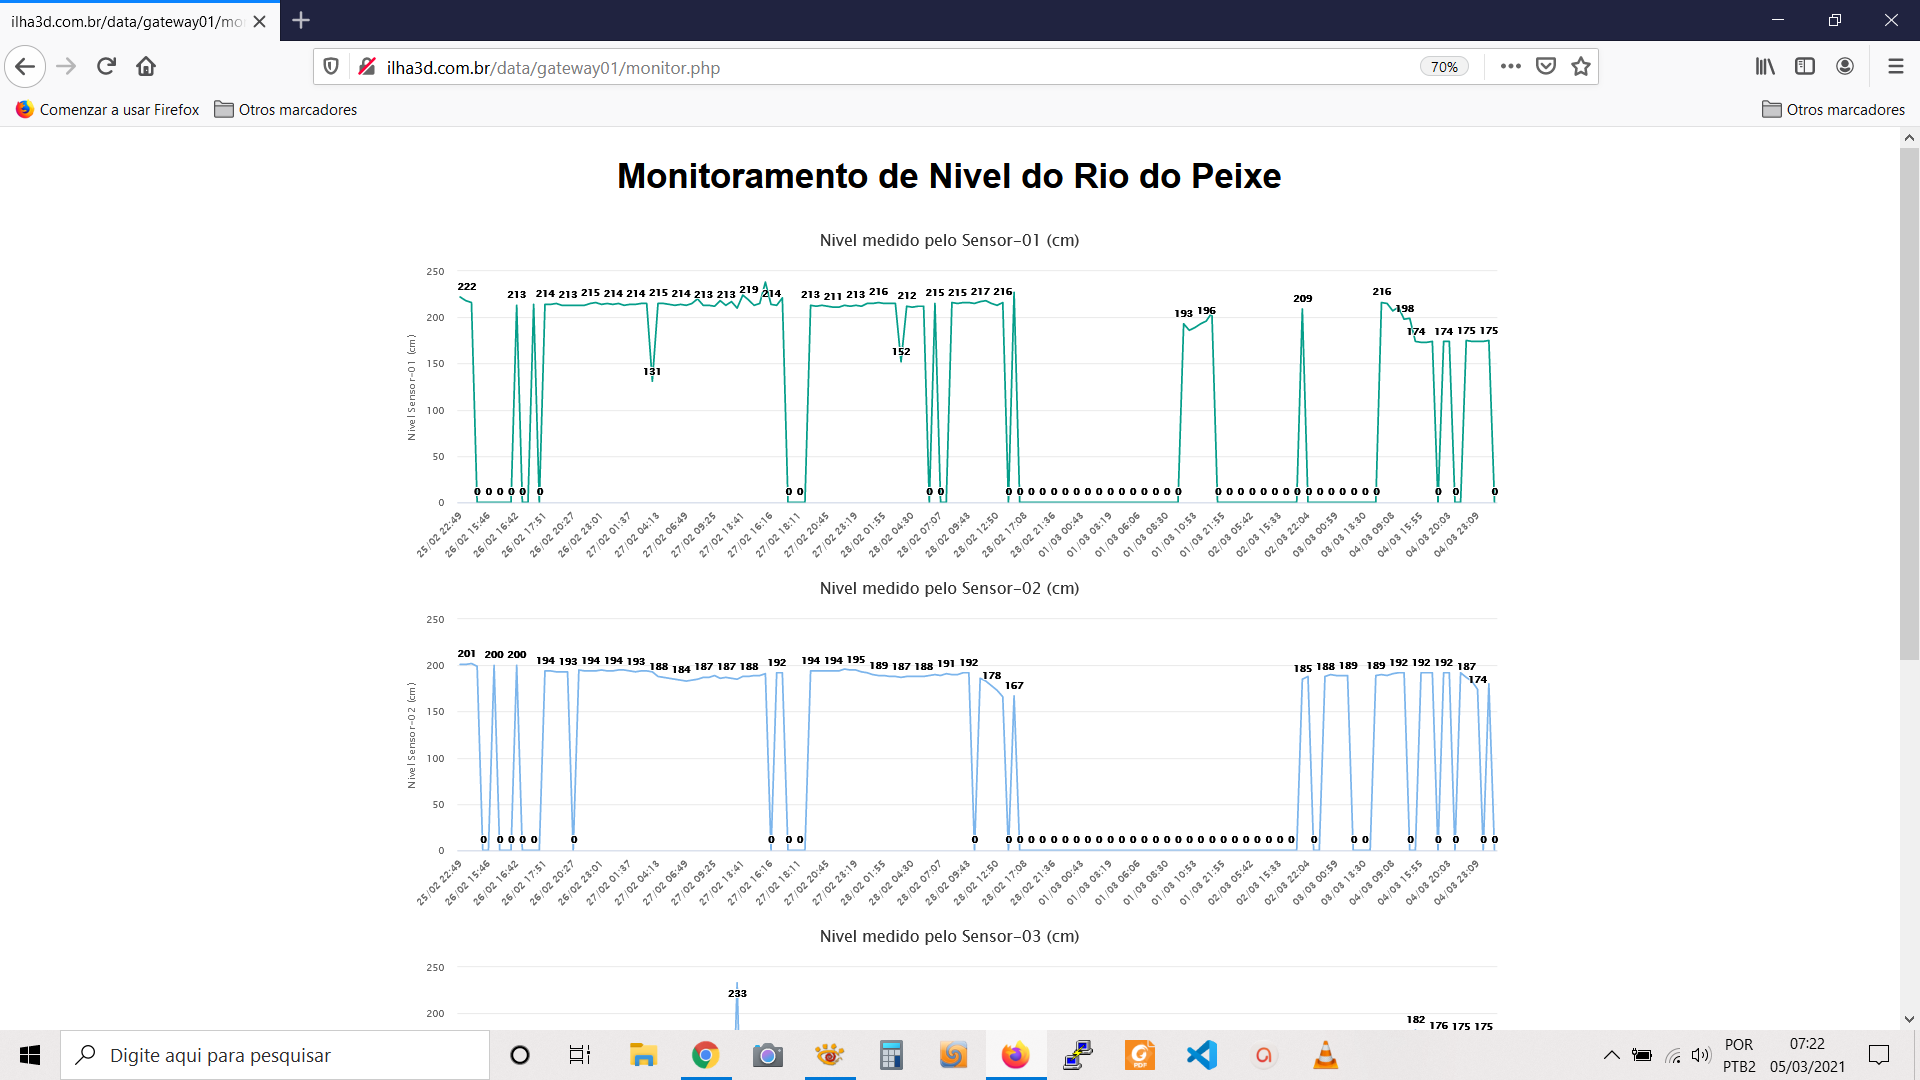 ilha3d.com.br/data/gateway01/mo
ilha3d.com.br/data/gateway01/monitor.php
70%
Comenzar a usar Firefox
Otros marcadores
Otros marcadores
Monitoramento de Nivel do Rio do Peixe
Nivel medido pelo Sensor-01 (cm)
Nivel Sensor-01 (cm)
250
200
150
100
50
0
222 213 214 213 215 214 214 131 215 214 213 213 219 214 213 211 213 216 152 212 215 215 217 216 193 196 209 216 198 174 174 175 175
0 0 0 0 0 0 0 0 0 0 0 0 0 0 0 0 0 0 0 0 0 0 0 0 0 0 0 0 0 0 0 0 0 0 0 0 0 0 0 0 0 0 0 0
25/02 22:49 26/02 15:46 26/02 16:42 26/02 17:51 26/02 20:27 26/02 23:01 27/02 01:37 27/02 04:13 27/02 06:49 27/02 09:25 27/02 13:41 27/02 16:16 27/02 18:11 27/02 20:45 27/02 23:19 28/02 01:55 28/02 04:30 28/02 07:07 28/02 09:43 28/02 12:50 28/02 17:08 28/02 21:36 01/03 00:43 01/03 03:19 01/03 06:06 01/03 08:30 01/03 10:53 01/03 21:55 02/03 05:42 02/03 15:33 02/03 22:04 03/03 00:59 03/03 13:30 04/03 09:08 04/03 15:55 04/03 20:03 04/03 23:09
Nivel medido pelo Sensor-02 (cm)
Nivel Sensor-02 (cm)
250
200
150
100
50
0
201 200 200 194 193 194 194 193 188 184 187 187 188 192 194 194 195 189 187 188 191 192 178 167 185 188 189 189 192 192 192 187 174
0 0 0 0 0 0 0 0 0 0 0 0 0 0 0 0 0 0 0 0 0 0 0 0 0 0 0 0 0 0 0 0 0 0 0 0 0 0 0 0 0 0
25/02 22:49 26/02 15:46 26/02 16:42 26/02 17:51 26/02 20:27 26/02 23:01 27/02 01:37 27/02 04:13 27/02 06:49 27/02 09:25 27/02 13:41 27/02 16:16 27/02 18:11 27/02 20:45 27/02 23:19 28/02 01:55 28/02 04:30 28/02 07:07 28/02 09:43 28/02 12:50 28/02 17:08 28/02 21:36 01/03 00:43 01/03 03:19 01/03 06:06 01/03 08:30 01/03 10:53 01/03 21:55 02/03 05:42 02/03 15:33 02/03 22:04 03/03 00:59 03/03 13:30 04/03 09:08 04/03 15:55 04/03 20:03 04/03 23:09
Nivel medido pelo Sensor-03 (cm)
250
200
233 182 176 175 175
Digite aqui para pesquisar
PDF
POR
PTB2
07:22
05/03/2021